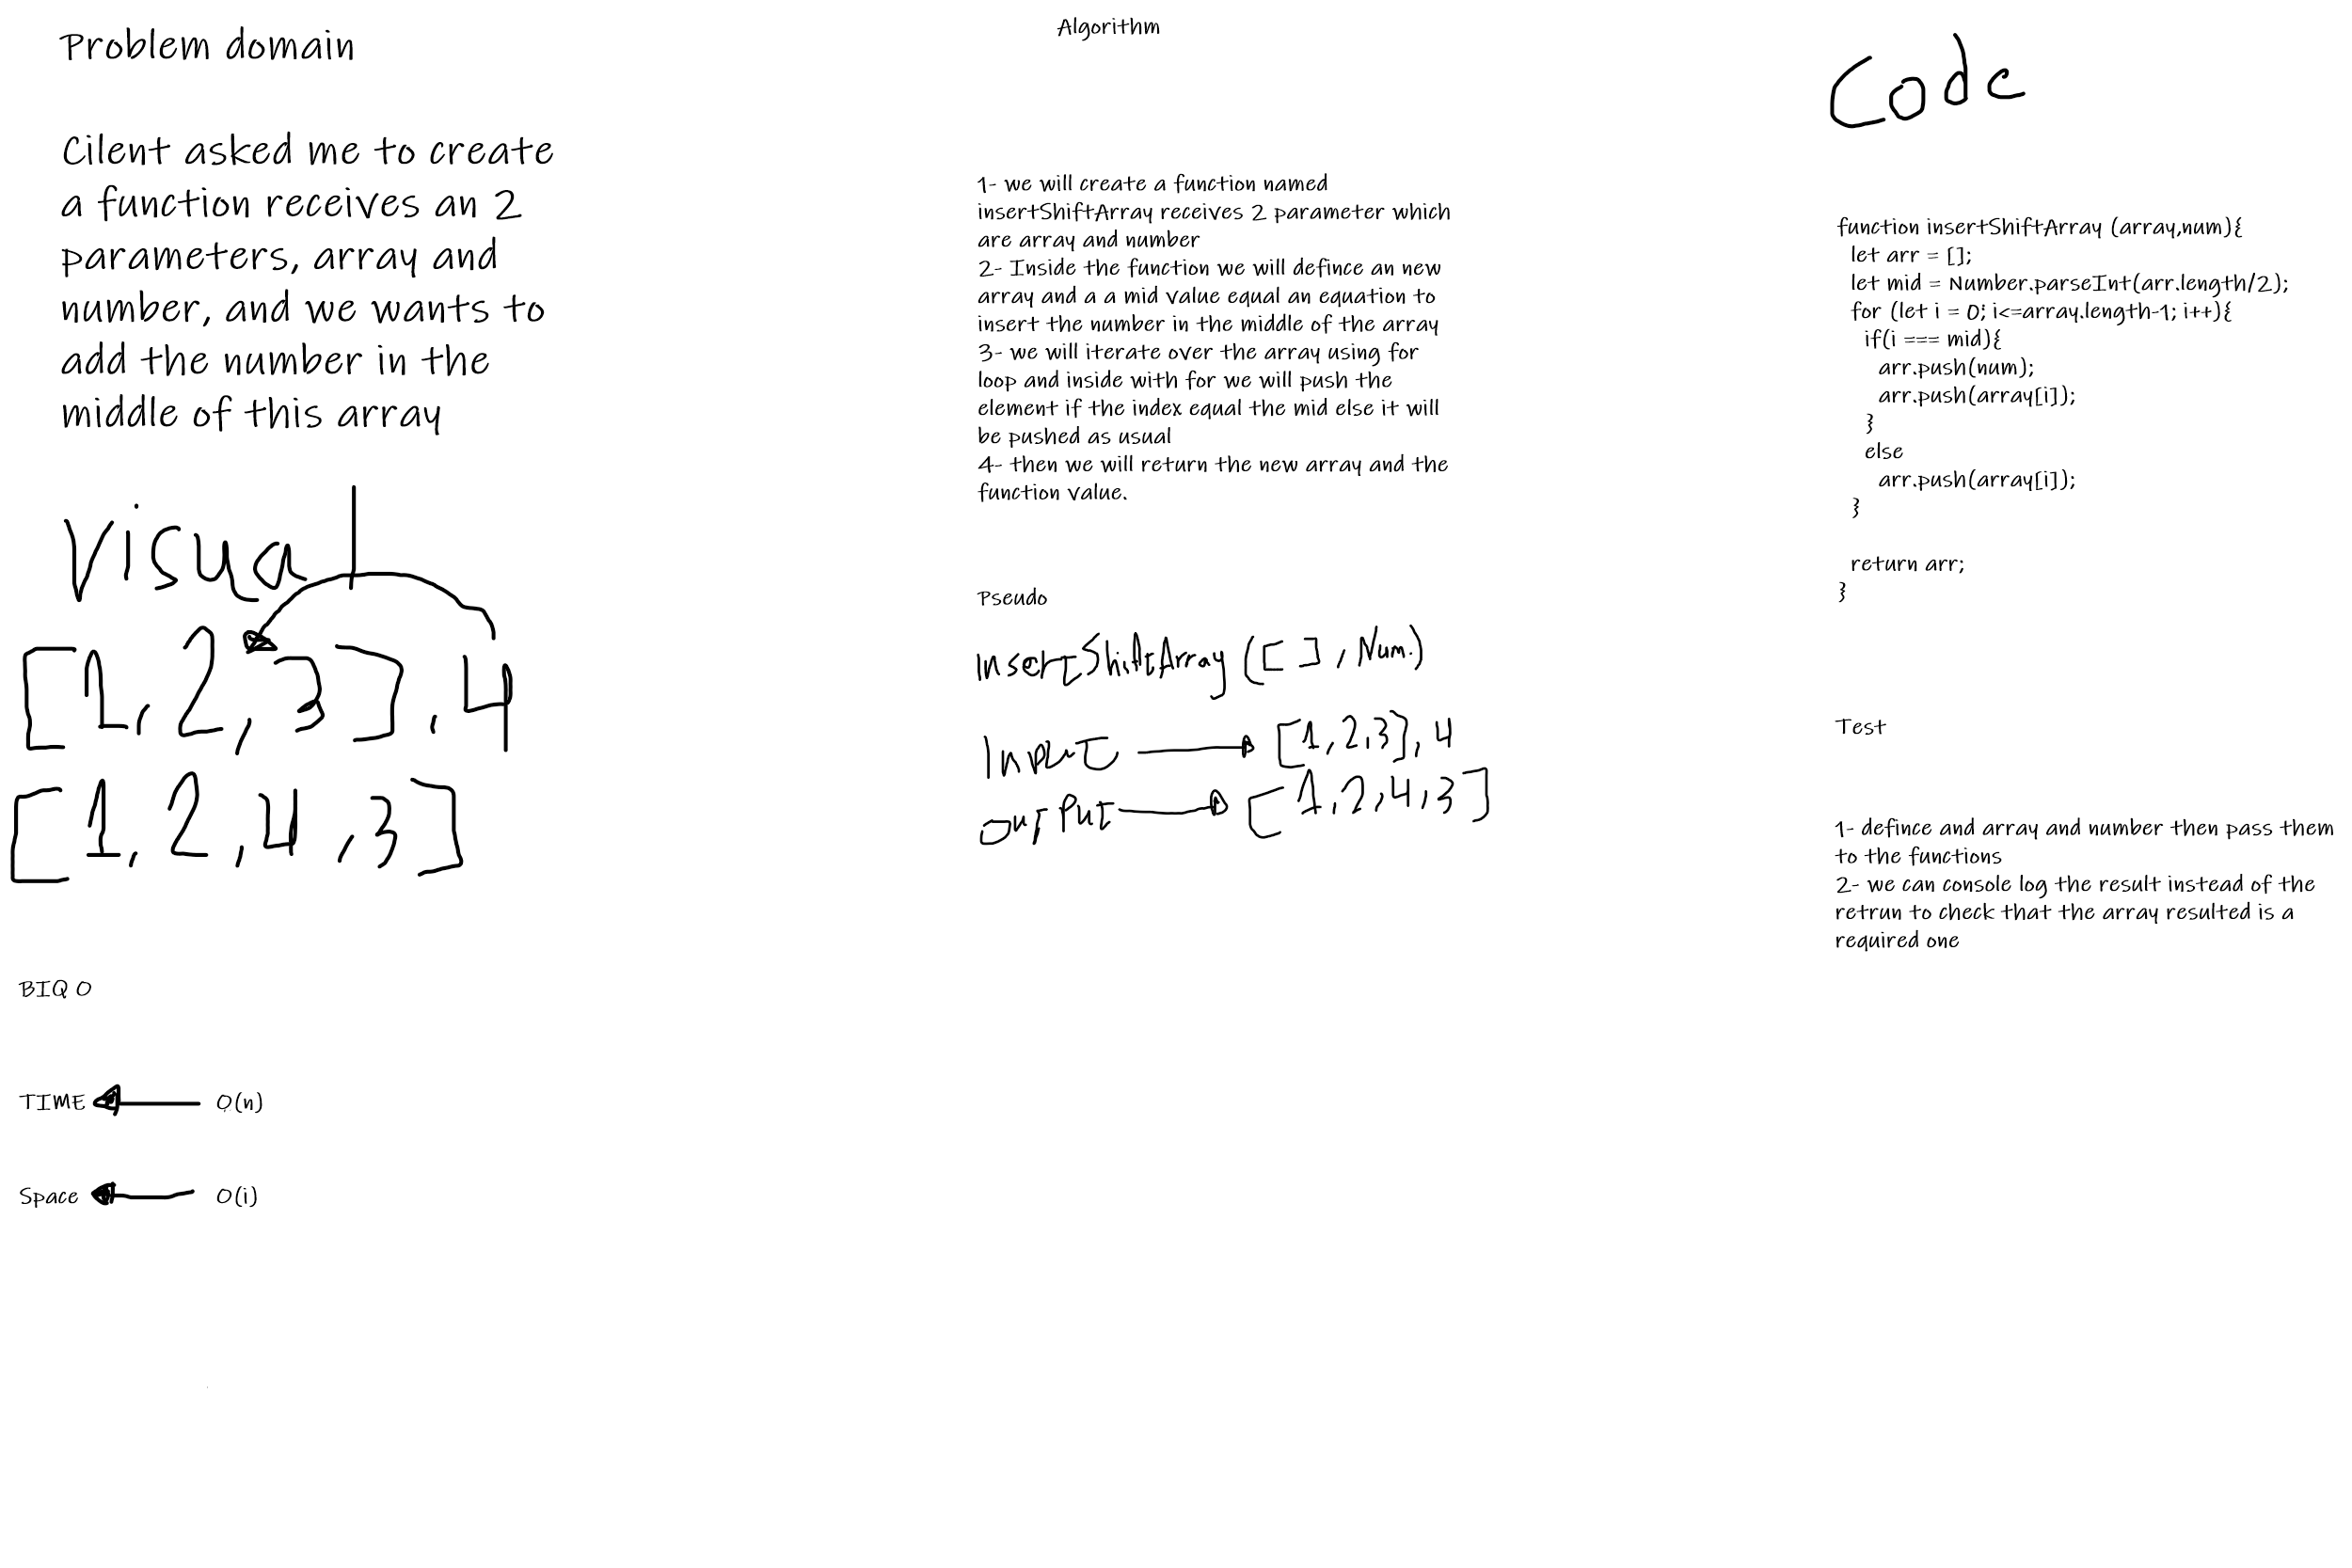 Problem domain
Cilent asked me to create
a function receives an 2
parameters, array and
number, and we wants to
add the number in the
middle of this array
Visual
[1,2,3],4
[1,2,4,3]
BIQ O
TIME O(n)
Space O(i)
Algorithm
1- we will create a function named
insertShiftArray receives 2 parameter which
are array and number
2- Inside the function we will defince an new
array and a a mid value equal an equation to
insert the number in the middle of the array
3- we will iterate over the array using for
loop and inside with for we will push the
element if the index equal the mid else it will
be pushed as usual
4- then we will return the new array and the
function value.
Pseudo
InsertShiftArray ([ ], Num.)
Input [1,2,3],4
output [1,2,4,3]
Code
function insertShiftArray (array,num){
let arr = [];
let mid = Number.parseInt(arr.length/2);
for (let i = 0; i<=array.length-1; i++){
if(i === mid){
arr.push(num);
arr.push(array[i]);
}
else
arr.push(array[i]);
}
return arr;
}
Test
1- defince and array and number then pass them
to the functions
2- we can console log the result instead of the
retrun to check that the array resulted is a
required one